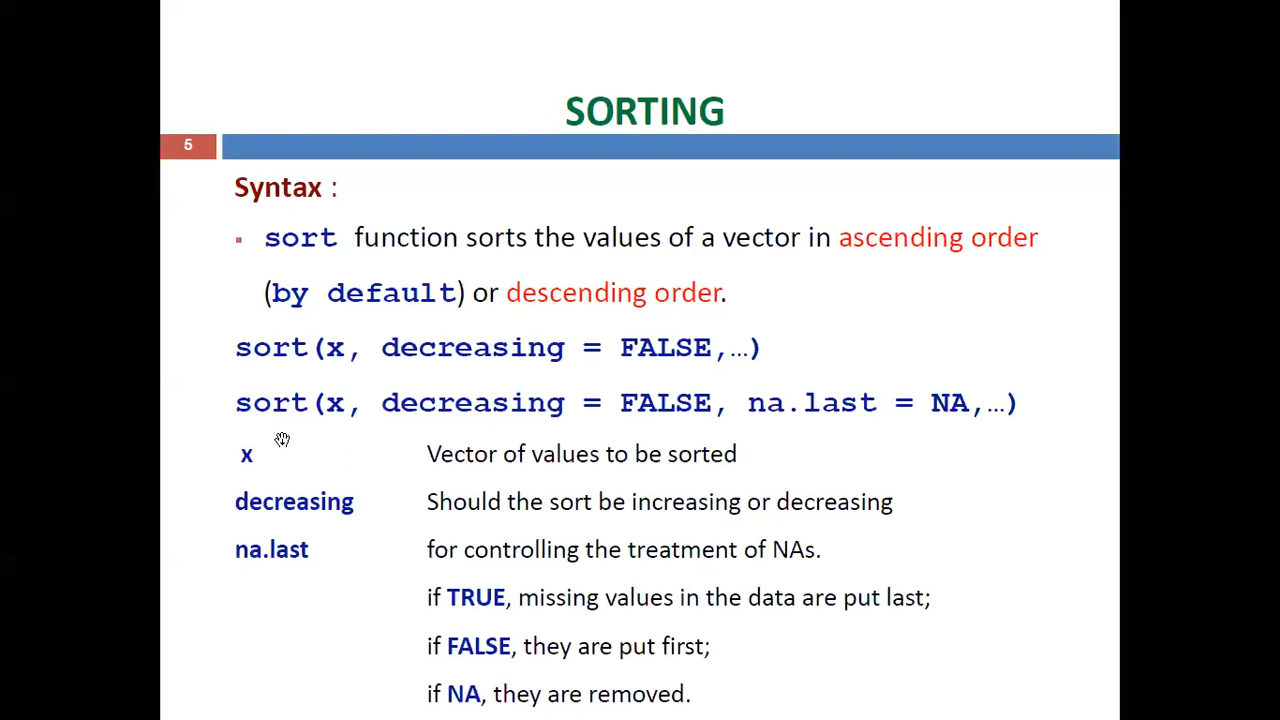 SORTING
5
Syntax :
▪ sort function sorts the values of a vector in ascending order
(by default) or descending order.
sort(x, decreasing = FALSE,…)
sort(x, decreasing = FALSE, na.last = NA,…)
x Vector of values to be sorted
decreasing Should the sort be increasing or decreasing
na.last for controlling the treatment of NAs.
if TRUE, missing values in the data are put last;
if FALSE, they are put first;
if NA, they are removed.